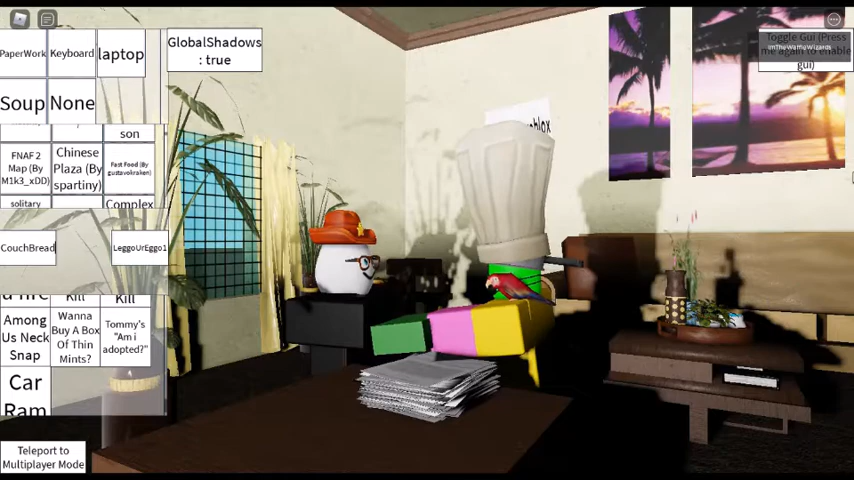 PaperWork
Keyboard
laptop
GlobalShadows
: true
Toggle Gui (Press
me again to enable
gui)
Soup
None
son
FNAF 2
Map (By
M1k3_xDD)
Chinese
Plaza (By
spartiny)
Fast Food (By
gustavokraken)
solitary
Complex
CouchBread
LeggoUrEggo1
Kill
Kill
Among
Us Neck
Snap
Wanna
Buy A Box
Of Thin
Mints?
Tommy's
"Am i
adopted?"
Car
Ram
Teleport to
Multiplayer Mode